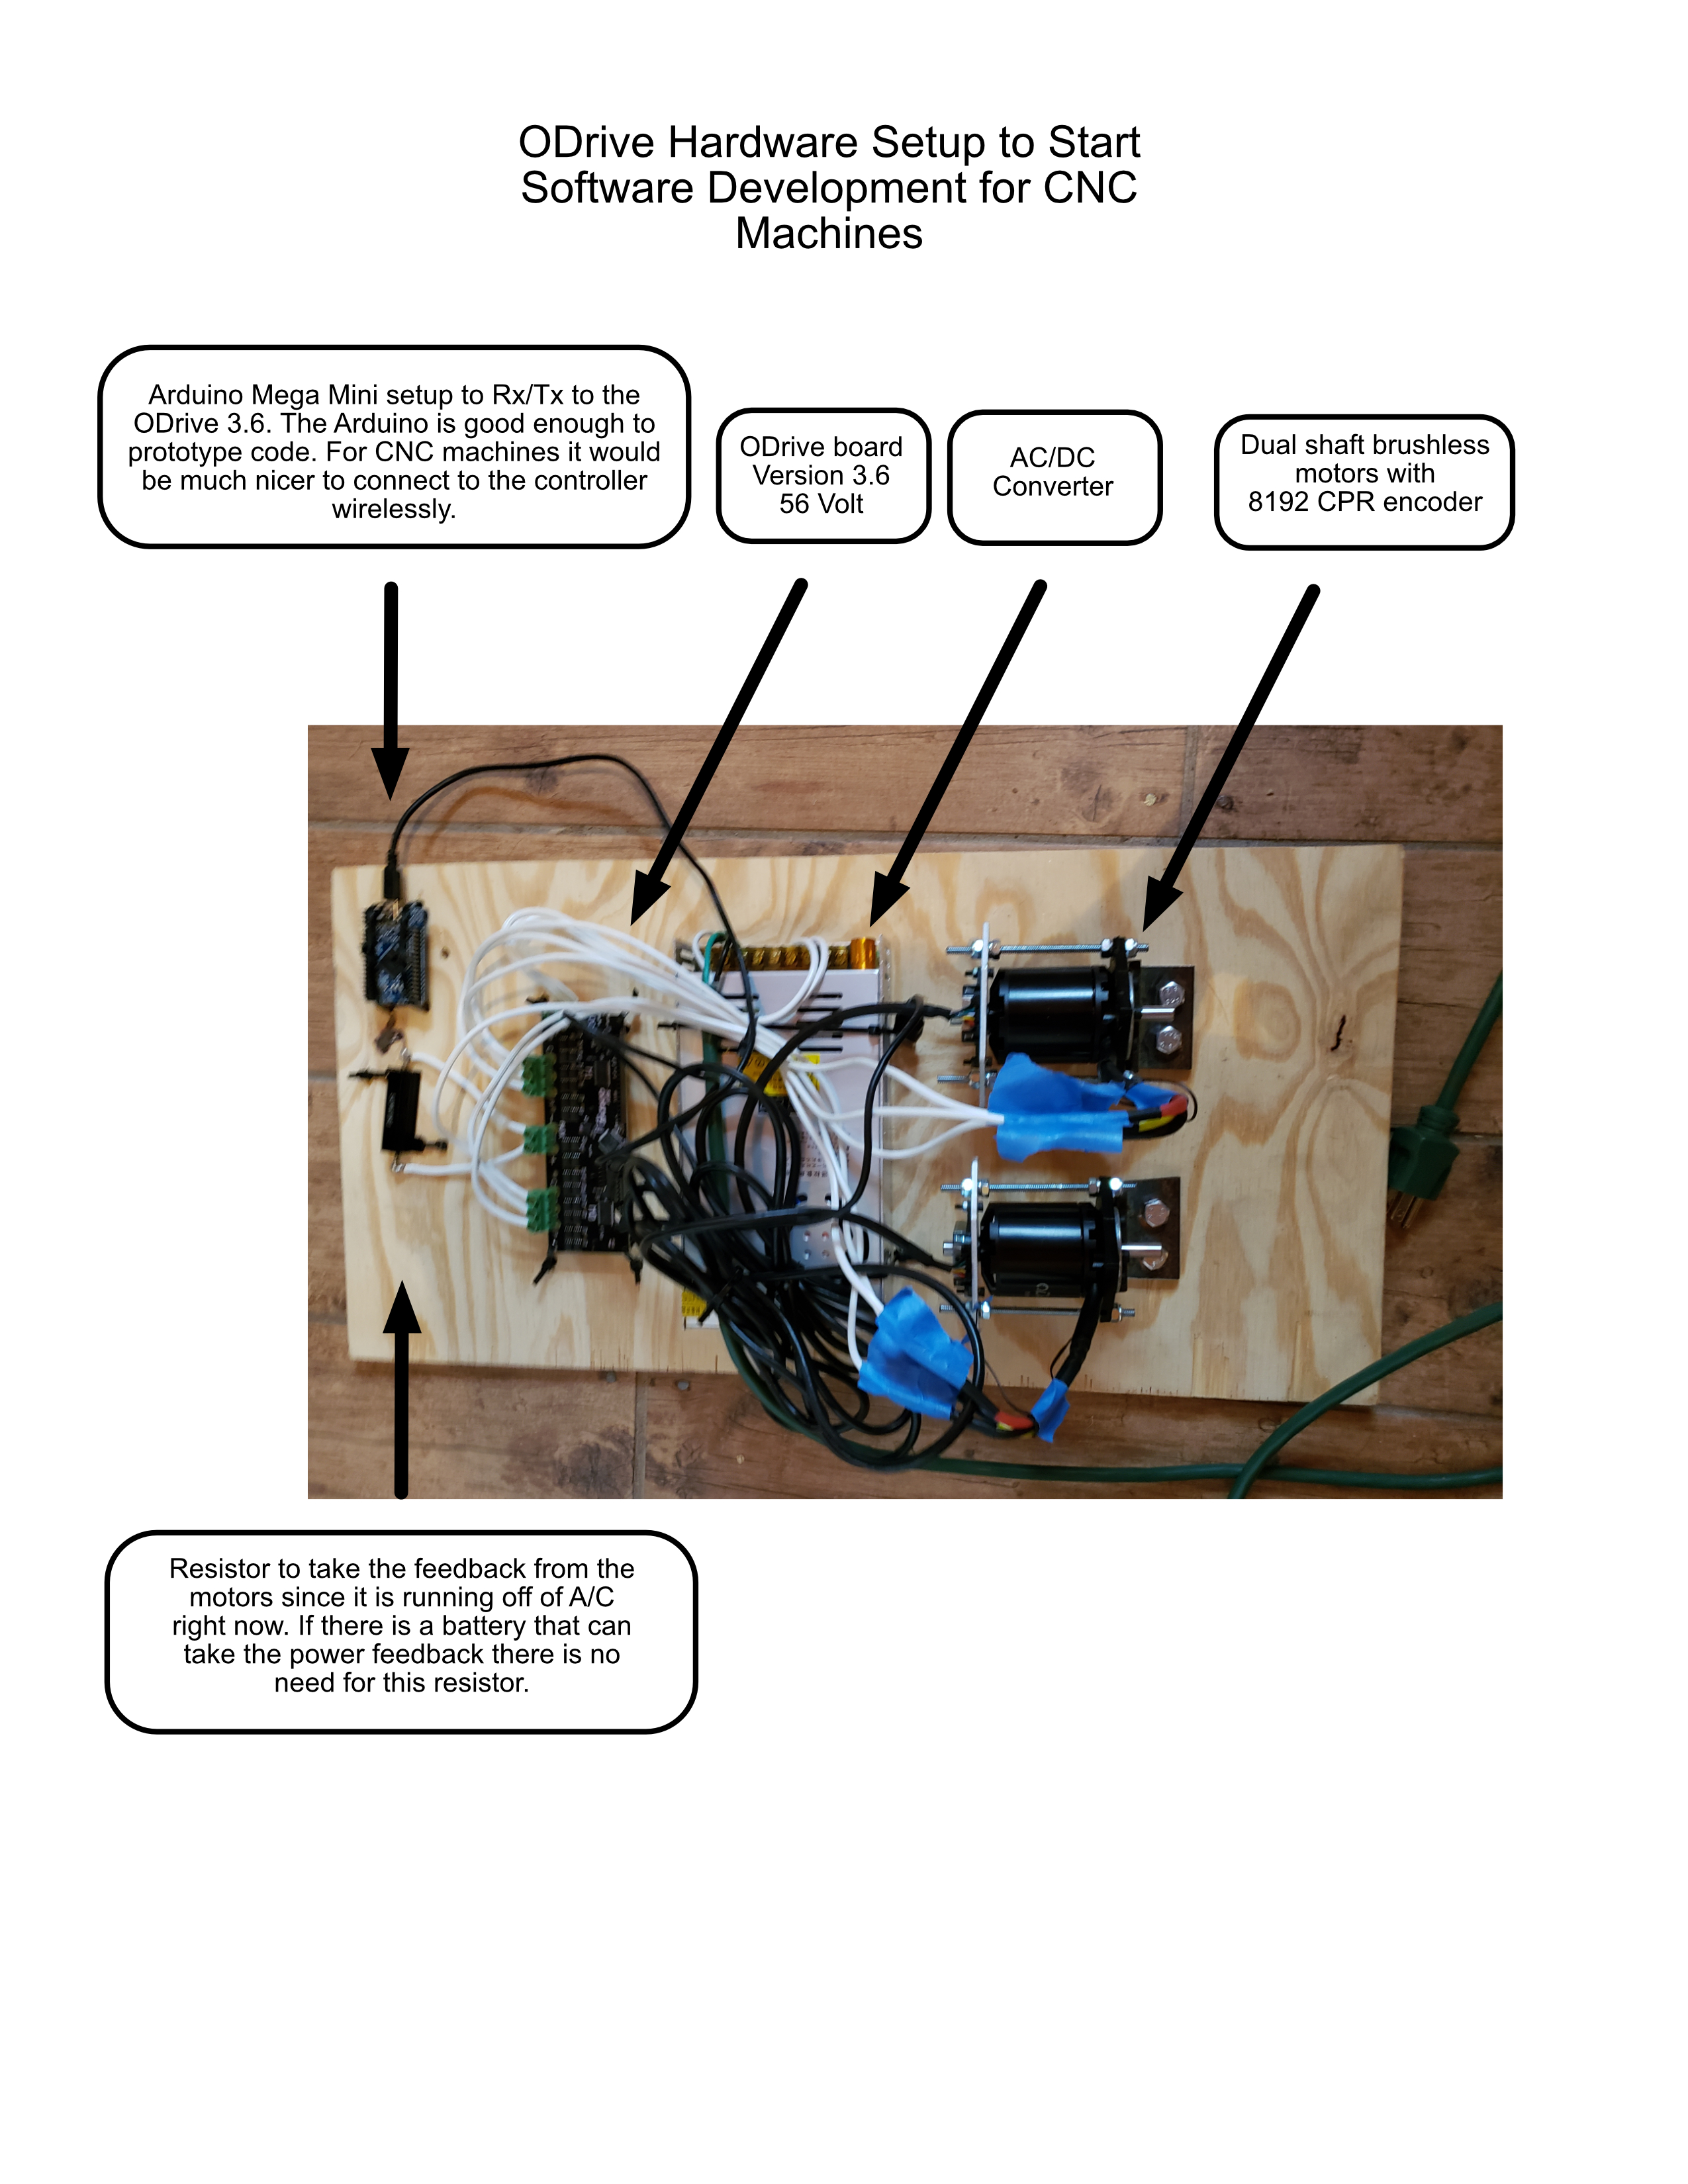 ODrive Hardware Setup to Start
Software Development for CNC
Machines
Arduino Mega Mini setup to Rx/Tx to the
ODrive 3.6. The Arduino is good enough to
prototype code. For CNC machines it would
be much nicer to connect to the controller
wirelessly.
ODrive board
Version 3.6
56 Volt
AC/DC
Converter
Dual shaft brushless
motors with
8192 CPR encoder
Resistor to take the feedback from the
motors since it is running off of A/C
right now. If there is a battery that can
take the power feedback there is no
need for this resistor.